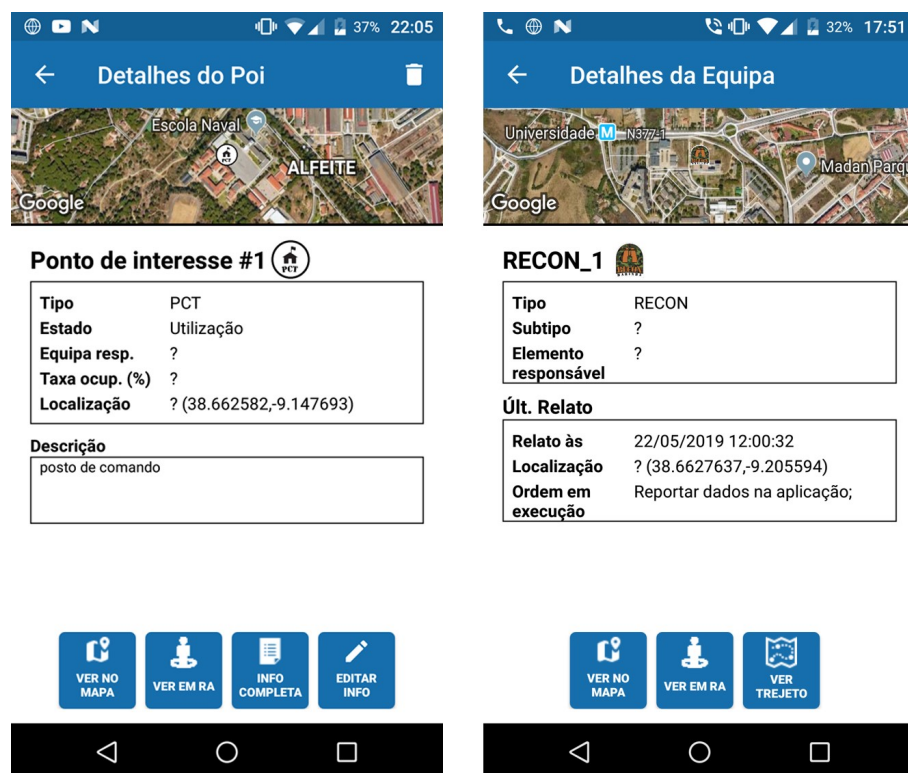 37% 22:05
Detalhes do Poi
Escola Naval
PCT
ALFEITE
Google
Ponto de interesse #1
PCT
Tipo PCT
Estado Utilização
Equipa resp. ?
Taxa ocup. (%) ?
Localização ? (38.662582,-9.147693)
Descrição
posto de comando
VER NO
MAPA
VER EM RA
INFO
COMPLETA
EDITAR
INFO
32% 17:51
Detalhes da Equipa
Universidade M N377-1
Madan Parqu
Google
RECON_1
RECON
Tipo RECON
Subtipo ?
Elemento
responsável ?
Últ. Relato
Relato às 22/05/2019 12:00:32
Localização ? (38.6627637,-9.205594)
Ordem em
execução Reportar dados na aplicação;
VER NO
MAPA
VER EM RA
VER
TREJETO